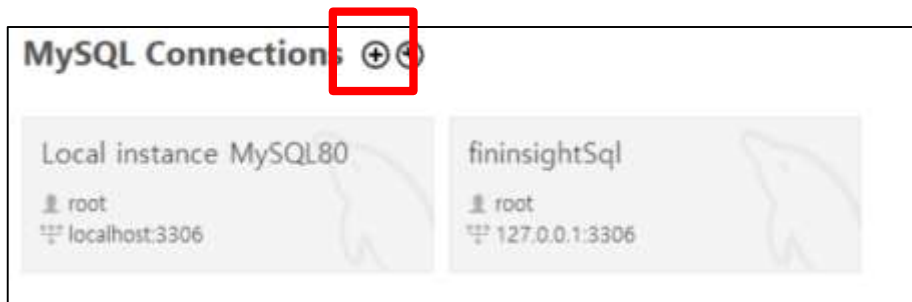 MySQL Connections
Local instance MySQL80
root
localhost:3306
fininsightSql
root
127.0.0.1:3306